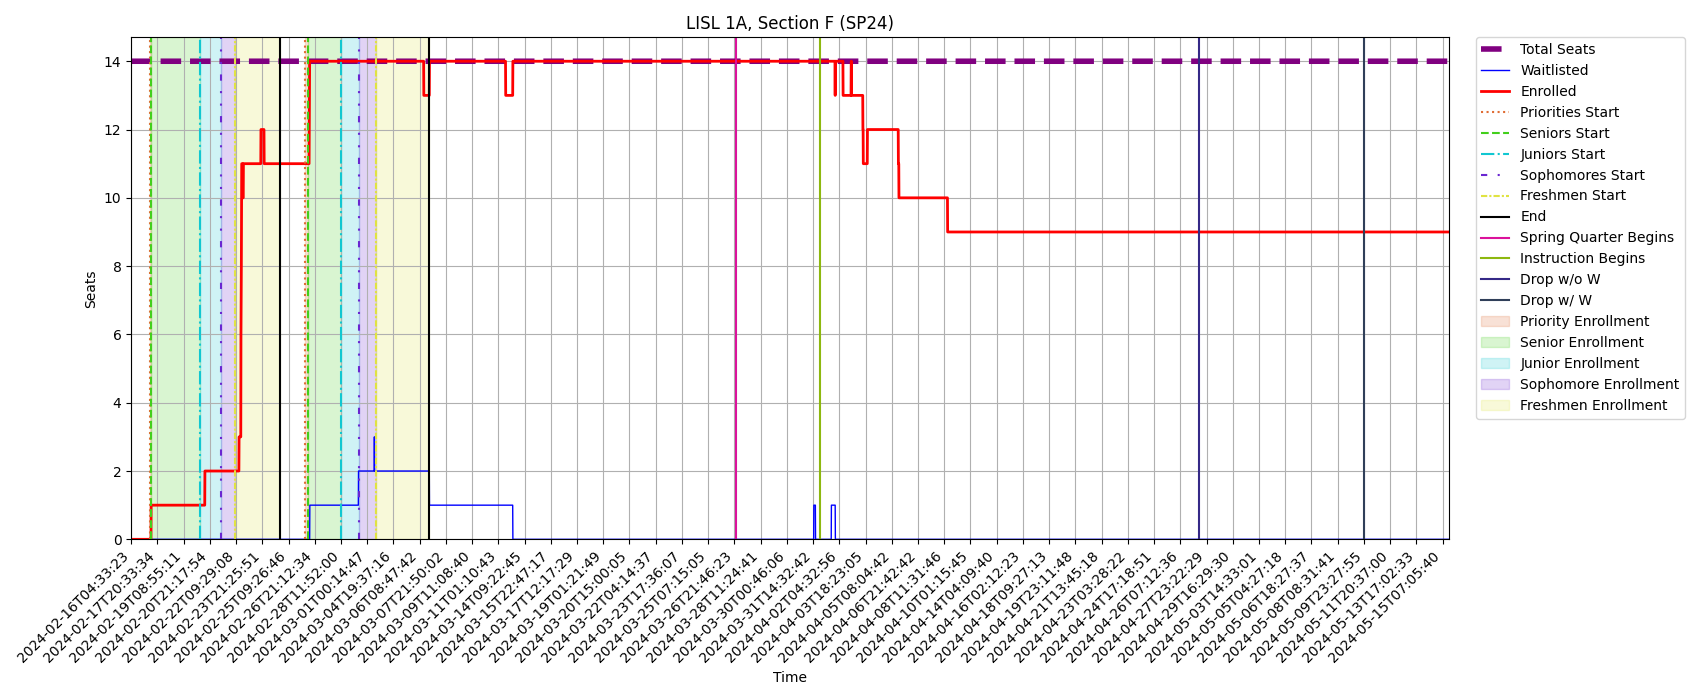 LISL 1A, Section F (SP24)
Seats
14
12
10
8
6
4
2
0
2024-02-16T04:33:23
2024-02-17T20:33:34
2024-02-19T08:55:11
2024-02-20T21:17:54
2024-02-22T09:29:08
2024-02-23T21:25:51
2024-02-25T09:26:46
2024-02-26T21:12:34
2024-02-28T11:52:00
2024-03-01T00:14:47
2024-03-04T19:37:16
2024-03-06T08:47:42
2024-03-07T21:50:02
2024-03-09T11:08:40
2024-03-11T01:10:43
2024-03-14T09:22:45
2024-03-15T22:47:17
2024-03-17T12:17:29
2024-03-19T01:21:49
2024-03-20T15:00:05
2024-03-22T04:14:37
2024-03-23T17:36:07
2024-03-25T07:15:05
2024-03-26T21:46:23
2024-03-28T11:24:41
2024-03-30T00:46:06
2024-03-31T14:32:42
2024-04-02T04:32:56
2024-04-03T18:23:05
2024-04-05T08:04:42
2024-04-06T21:42:42
2024-04-08T11:31:46
2024-04-10T01:15:45
2024-04-14T04:09:40
2024-04-16T02:12:23
2024-04-18T09:27:13
2024-04-19T23:11:48
2024-04-21T13:45:18
2024-04-23T03:28:22
2024-04-24T17:18:51
2024-04-26T07:12:36
2024-04-27T23:22:29
2024-04-29T16:29:30
2024-05-03T14:33:01
2024-05-05T04:27:18
2024-05-06T18:27:37
2024-05-08T08:31:41
2024-05-09T23:27:55
2024-05-11T20:37:00
2024-05-13T17:02:33
2024-05-15T07:05:40
Time
Total Seats
Waitlisted
Enrolled
Priorities Start
Seniors Start
Juniors Start
Sophomores Start
Freshmen Start
End
Spring Quarter Begins
Instruction Begins
Drop w/o W
Drop w/ W
Priority Enrollment
Senior Enrollment
Junior Enrollment
Sophomore Enrollment
Freshmen Enrollment